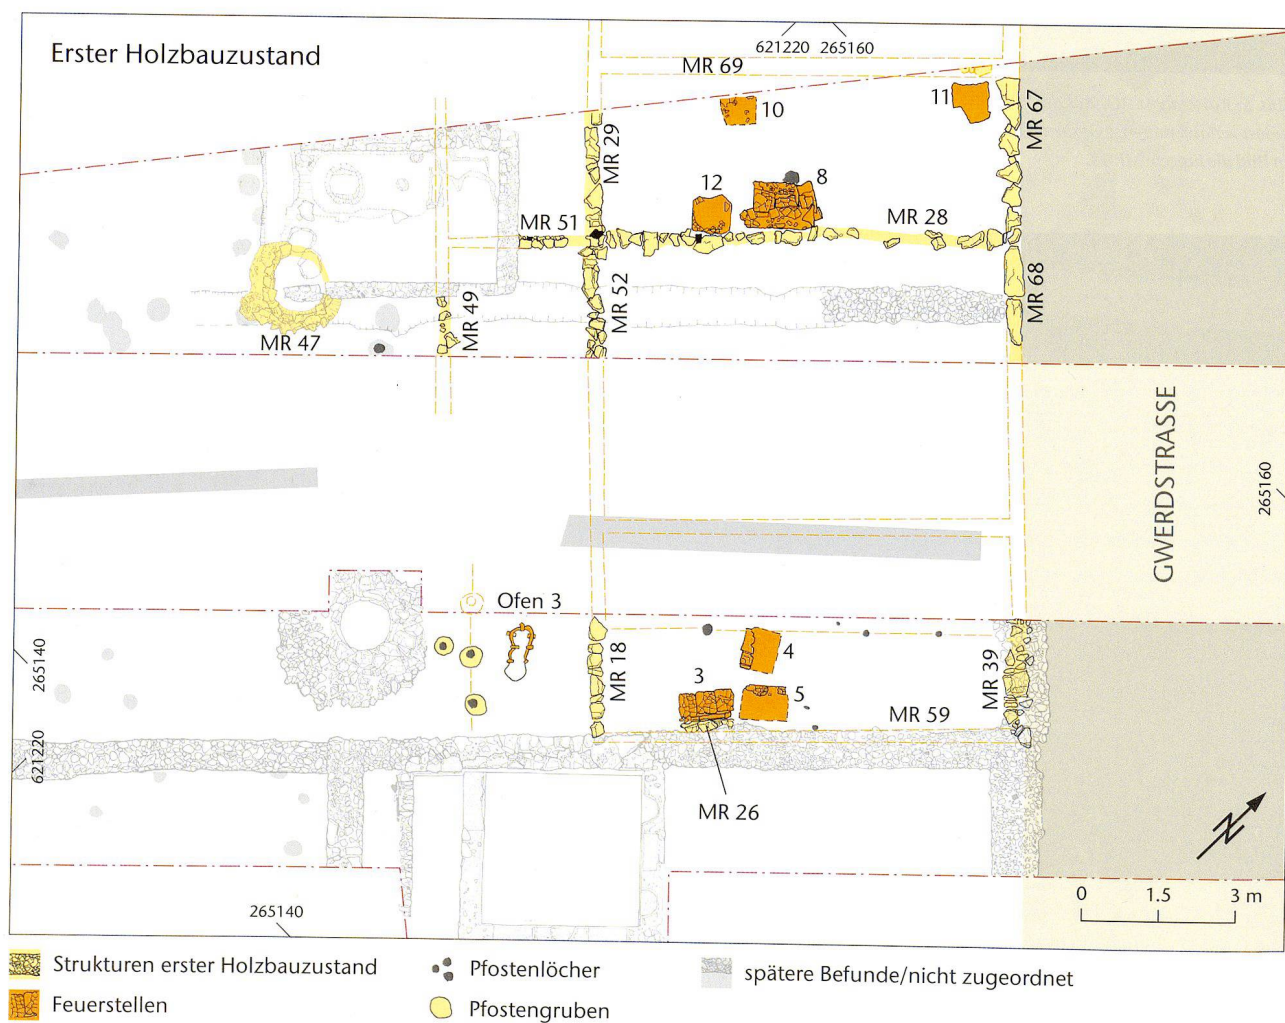 Erster Holzbauzustand
621220 265160
MR 69
10
11
MR 67
MR 29
12
8
MR 51
MR 28
MR 52
MR 68
MR 49
MR 47
GWERDSTRASSE
265160
Ofen 3
265140
MR 18
4
3
5
MR 39
MR 59
621220
MR 26
N
265140
0 1.5 3 m
Strukturen erster Holzbauzustand
Feuerstellen
Pfostenlöcher
Pfostengruben
spätere Befunde/nicht zugeordnet